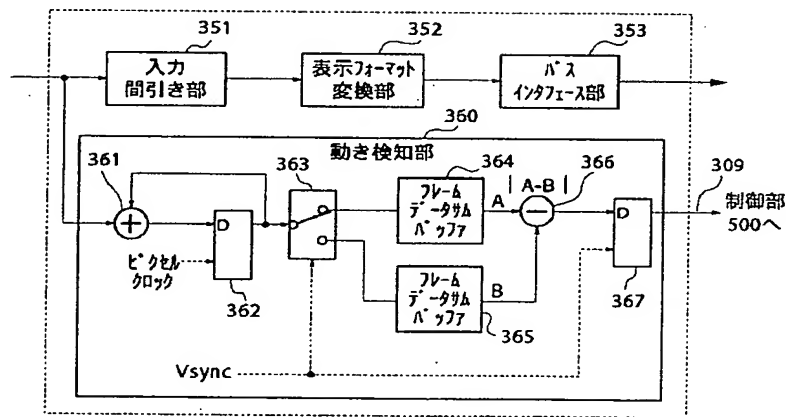 351
352
353
入力
間引き部
表示フォーマット
変換部
バス
インタフェース部
360
動き検知部
361
363
364
366
309
フレーム
データサム
バッファ
A
|A-B|
制御部
500へ
D
D
ピクセル
クロック
362
フレーム
データサム
バッファ
B
365
367
Vsync